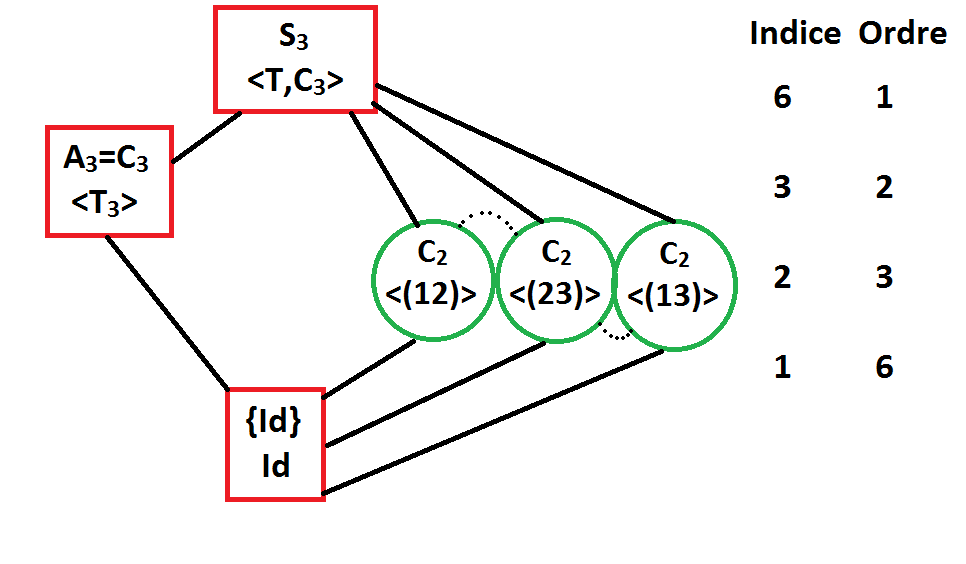 S₃
<T,C₃>
A₃=C₃
<T₃>
C₂
<(12)>
C₂
<(23)>
C₂
<(13)>
{Id}
Id
Indice Ordre
6 1
3 2
2 3
1 6